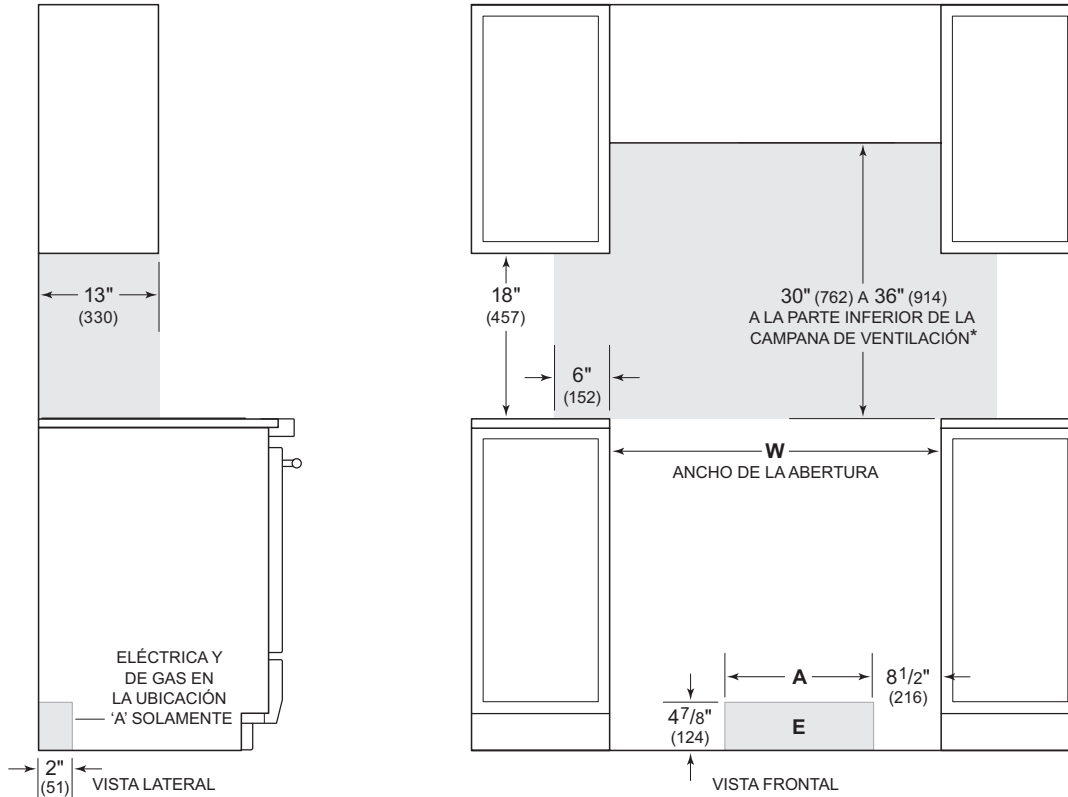 13"
(330)
ELÉCTRICA Y
DE GAS EN
LA UBICACIÓN
‘A’ SOLAMENTE
2"
(51)
VISTA LATERAL
18"
(457)
30" (762) A 36" (914)
A LA PARTE INFERIOR DE LA
CAMPANA DE VENTILACIÓN*
6"
(152)
W
ANCHO DE LA ABERTURA
A
8 1/2"
(216)
4 7/8"
(124)
E
VISTA FRONTAL